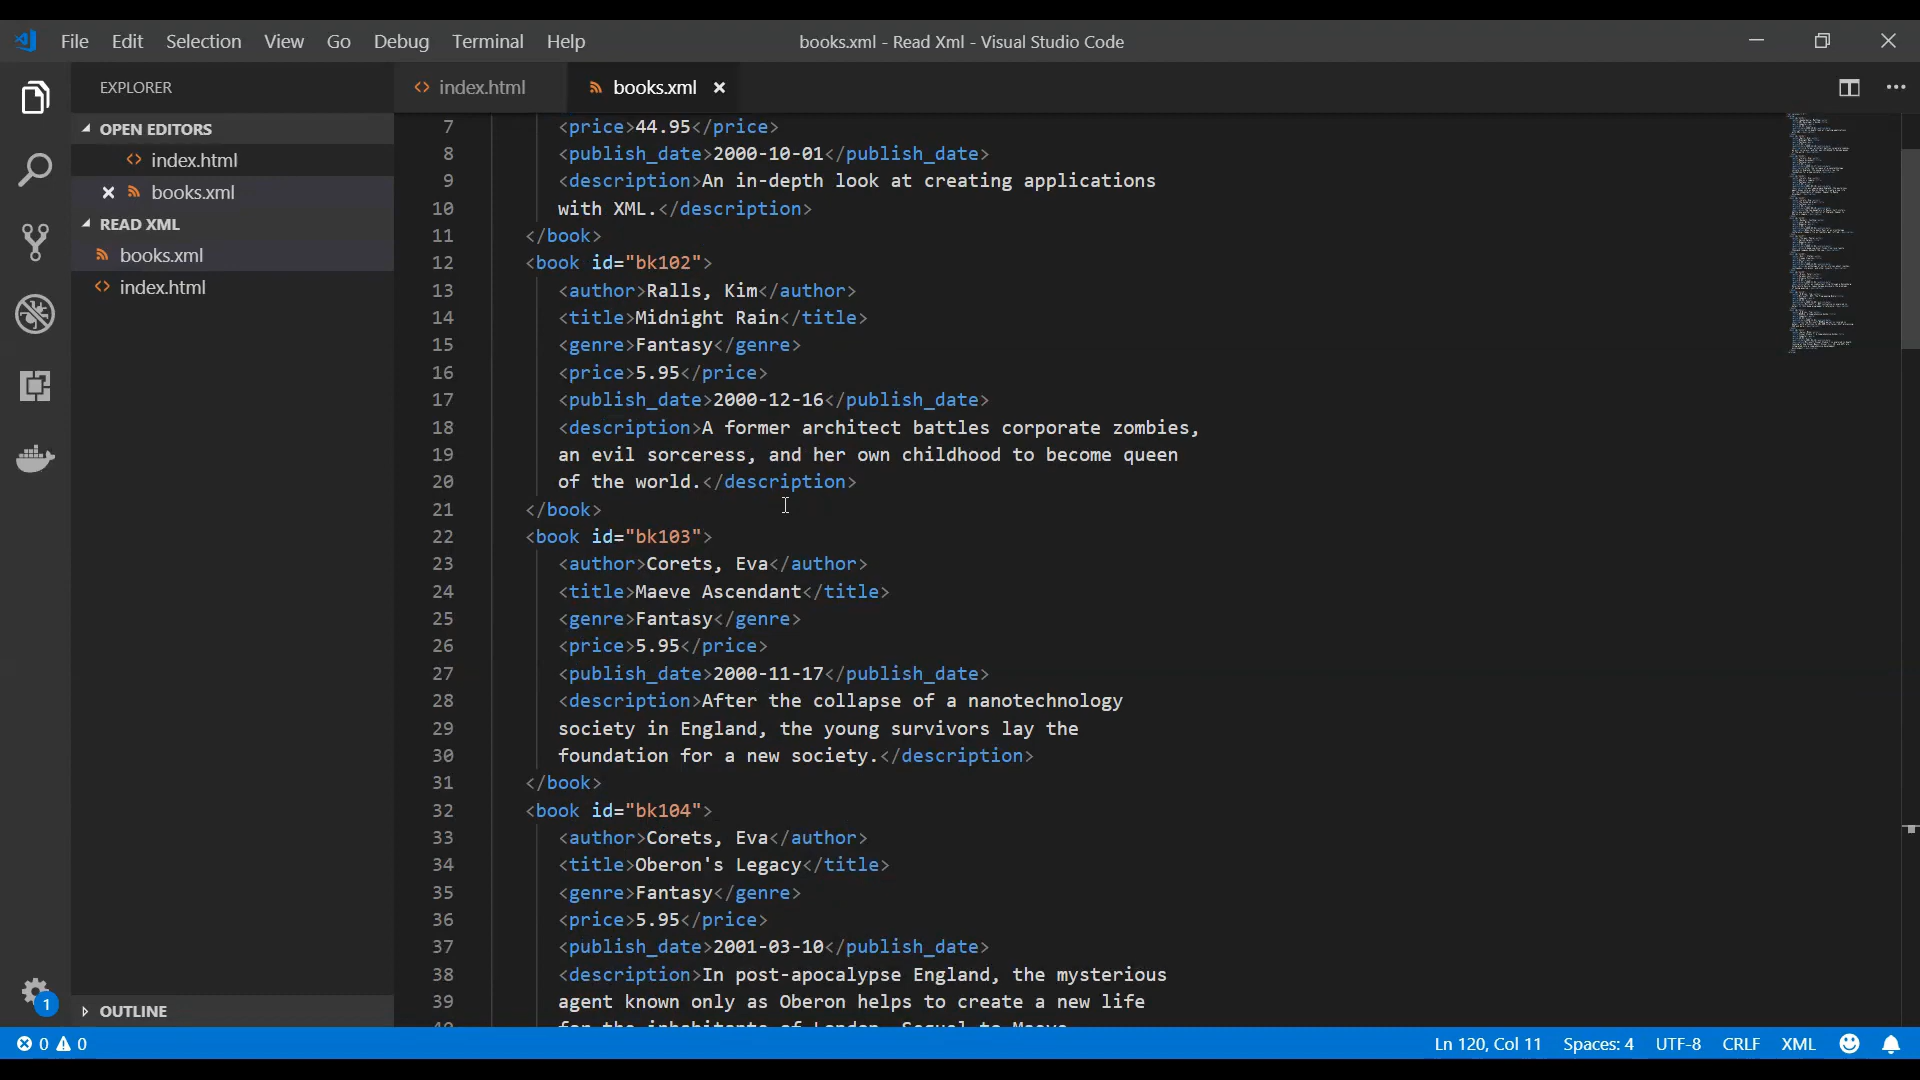 File Edit Selection View Go Debug Terminal Help
books.xml - Read Xml - Visual Studio Code
EXPLORER
OPEN EDITORS
index.html
books.xml
READ XML
books.xml
index.html
OUTLINE
1
index.html
books.xml
7 <price>44.95</price>
8 <publish_date>2000-10-01</publish_date>
9 <description>An in-depth look at creating applications
10 with XML.</description>
11 </book>
12 <book id="bk102">
13 <author>Ralls, Kim</author>
14 <title>Midnight Rain</title>
15 <genre>Fantasy</genre>
16 <price>5.95</price>
17 <publish_date>2000-12-16</publish_date>
18 <description>A former architect battles corporate zombies,
19 an evil sorceress, and her own childhood to become queen
20 of the world.</description>
21 </book>
22 <book id="bk103">
23 <author>Corets, Eva</author>
24 <title>Maeve Ascendant</title>
25 <genre>Fantasy</genre>
26 <price>5.95</price>
27 <publish_date>2000-11-17</publish_date>
28 <description>After the collapse of a nanotechnology
29 society in England, the young survivors lay the
30 foundation for a new society.</description>
31 </book>
32 <book id="bk104">
33 <author>Corets, Eva</author>
34 <title>Oberon's Legacy</title>
35 <genre>Fantasy</genre>
36 <price>5.95</price>
37 <publish_date>2001-03-10</publish_date>
38 <description>In post-apocalypse England, the mysterious
39 agent known only as Oberon helps to create a new life
0 0
Ln 120, Col 11 Spaces: 4 UTF-8 CRLF XML